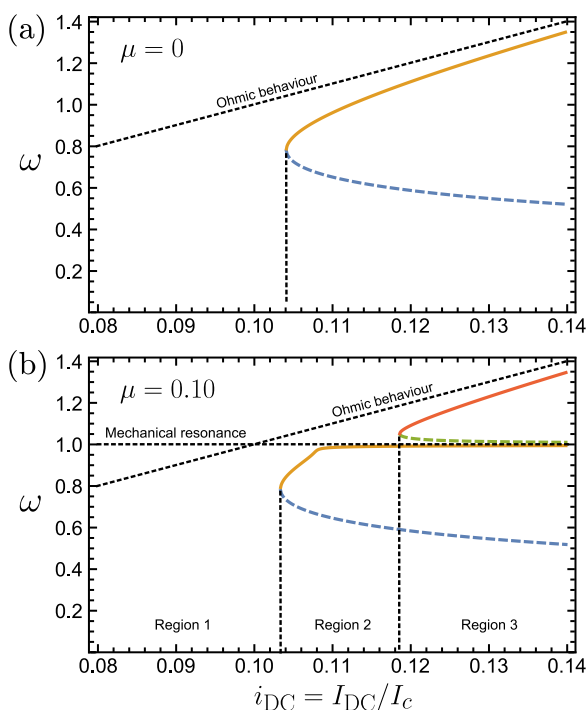 (a)
μ = 0
Ohmic behaviour
ω
1.4
1.2
1.0
0.8
0.6
0.4
0.2
0.08 0.09 0.10 0.11 0.12 0.13 0.14
(b)
μ = 0.10
Ohmic behaviour
Mechanical resonance
ω
1.4
1.2
1.0
0.8
0.6
0.4
0.2
Region 1 Region 2 Region 3
0.08 0.09 0.10 0.11 0.12 0.13 0.14
i_DC = I_DC/I_c